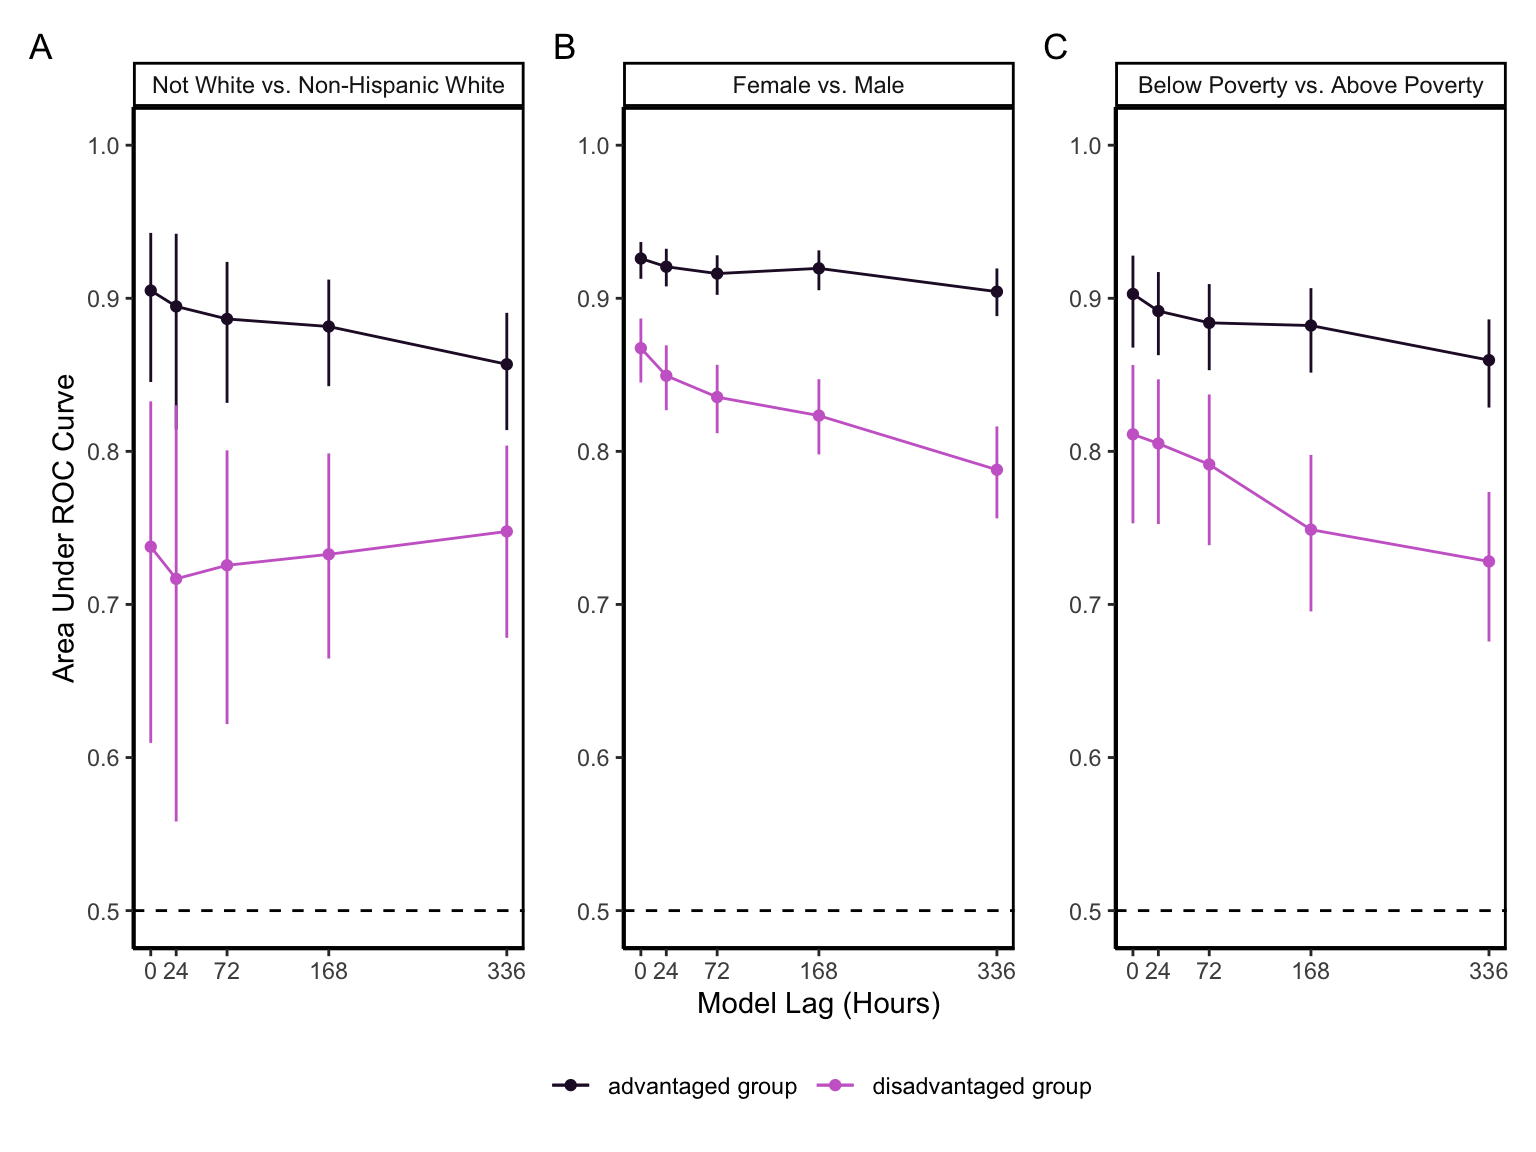 A
B
C
Not White vs. Non-Hispanic White
Female vs. Male
Below Poverty vs. Above Poverty
Area Under ROC Curve
1.0
0.9
0.8
0.7
0.6
0.5
0 24 72 168 336
1.0
0.9
0.8
0.7
0.6
0.5
0 24 72 168 336
1.0
0.9
0.8
0.7
0.6
0.5
0 24 72 168 336
Model Lag (Hours)
advantaged group disadvantaged group